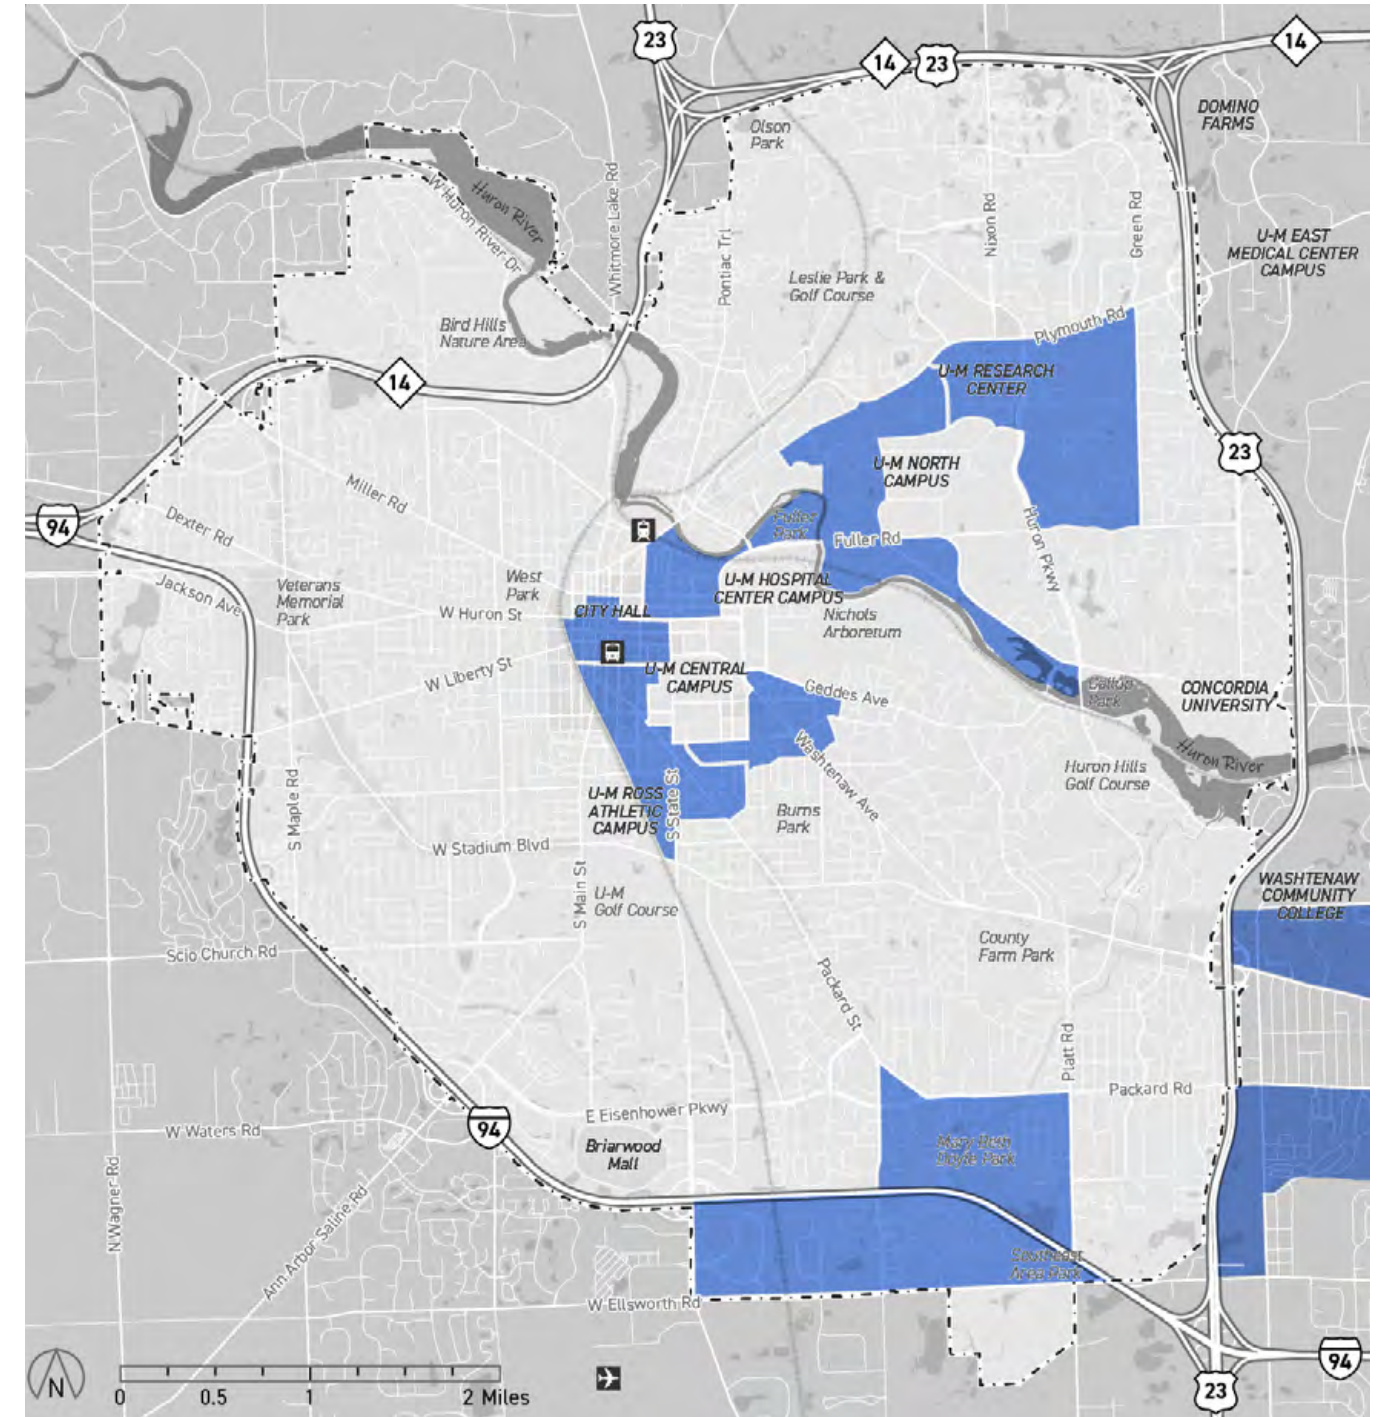 23
14
23
14
DOMINO
FARMS
Olson
Park
Huron River
W Huron River Dr
Whitmore Lake Rd
Pontiac Trl
Nixon Rd
Green Rd
U-M EAST
MEDICAL CENTER
CAMPUS
Leslie Park &
Golf Course
Bird Hills
Nature Area
Plymouth Rd
14
U-M RESEARCH
CENTER
23
U-M NORTH
CAMPUS
Miller Rd
94
Dexter Rd
Fuller
Park
Fuller Rd
Huron Pkwy
Jackson Ave
Veterans
Memorial
Park
West
Park
U-M HOSPITAL
CENTER CAMPUS
W Huron St
CITY HALL
Nichols
Arboretum
W Liberty St
U-M CENTRAL
CAMPUS
Geddes Ave
Gallup
Park
CONCORDIA
UNIVERSITY
Washtenaw Ave
Huron River
Huron Hills
Golf Course
S Maple Rd
U-M ROSS
ATHLETIC
CAMPUS
S State St
Burns
Park
W Stadium Blvd
S Main St
U-M
Golf Course
WASHTENAW
COMMUNITY
COLLEGE
Scio Church Rd
County
Farm Park
Packard St
Platt Rd
Packard Rd
E Eisenhower Pkwy
W Waters Rd
94
Briarwood
Mall
Mary Beth
Doyle Park
N Wagner Rd
Ann Arbor Saline Rd
Southeast
Area Park
W Ellsworth Rd
N
0
0.5
1
2 Miles
94
23